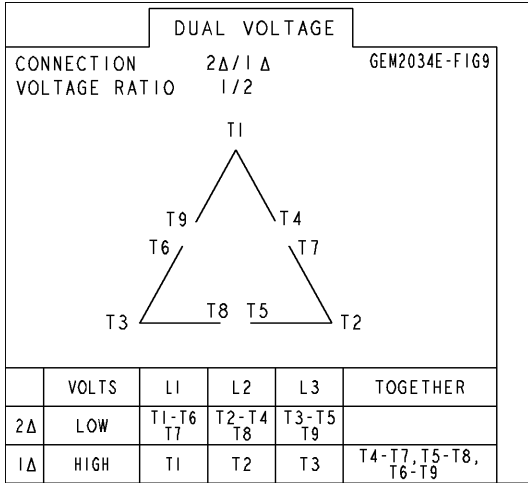 DUAL VOLTAGE
CONNECTION 2Δ/1Δ GEM2034E-FIG9
VOLTAGE RATIO 1/2
T1
T9 T4
T6 T7
T8 T5
T3 T2
VOLTS L1 L2 L3 TOGETHER
2Δ LOW T1-T6 T7 T2-T4 T8 T3-T5 T9
1Δ HIGH T1 T2 T3 T4-T7,T5-T8, T6-T9